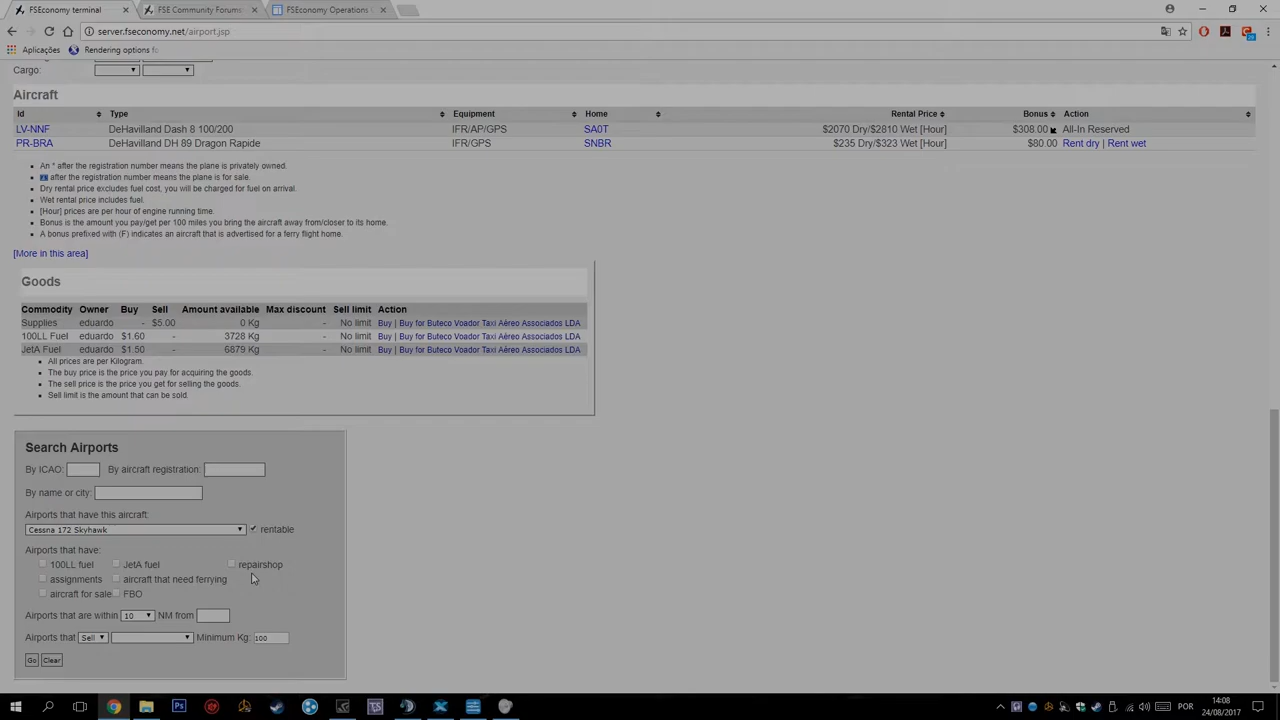 FSEconomy terminal
FSE Community Forums
FSEconomy Operations
server.fseconomy.net/airport.jsp
Aplicações
Rendering options fo
Cargo:
Aircraft
Id Type Equipment Home Rental Price Bonus Action
LV-NNF DeHavilland Dash 8 100/200 IFR/AP/GPS SA0T $2070 Dry/$2810 Wet [Hour] $308.00 All-In Reserved
PR-BRA DeHavilland DH 89 Dragon Rapide IFR/GPS SNBR $235 Dry/$323 Wet [Hour] $80.00 Rent dry | Rent wet
An * after the registration number means the plane is privately owned.
after the registration number means the plane is for sale.
Dry rental price excludes fuel cost, you will be charged for fuel on arrival.
Wet rental price includes fuel.
[Hour] prices are per hour of engine running time.
Bonus is the amount you pay/get per 100 miles you bring the aircraft away from/closer to its home.
A bonus prefixed with (F) indicates an aircraft that is advertised for a ferry flight home.
[More in this area]
Goods
Commodity Owner Buy Sell Amount available Max discount Sell limit Action
Supplies eduardo - $5.00 0 Kg - No limit Buy | Buy for Buteco Voador Taxi Aéreo Associados LDA
100LL Fuel eduardo $1.60 - 3728 Kg - No limit Buy | Buy for Buteco Voador Taxi Aéreo Associados LDA
JetA Fuel eduardo $1.50 - 6879 Kg - No limit Buy | Buy for Buteco Voador Taxi Aéreo Associados LDA
All prices are per Kilogram.
The buy price is the price you pay for acquiring the goods.
The sell price is the price you get for selling the goods.
Sell limit is the amount that can be sold.
Search Airports
By ICAO: By aircraft registration:
By name or city:
Airports that have this aircraft:
Cessna 172 Skyhawk rentable
Airports that have:
100LL fuel JetA fuel repairshop
assignments aircraft that need ferrying
aircraft for sale FBO
Airports that are within 10 NM from
Airports that Sell Minimum Kg: 100
Go Clear
POR
14:08
24/08/2017